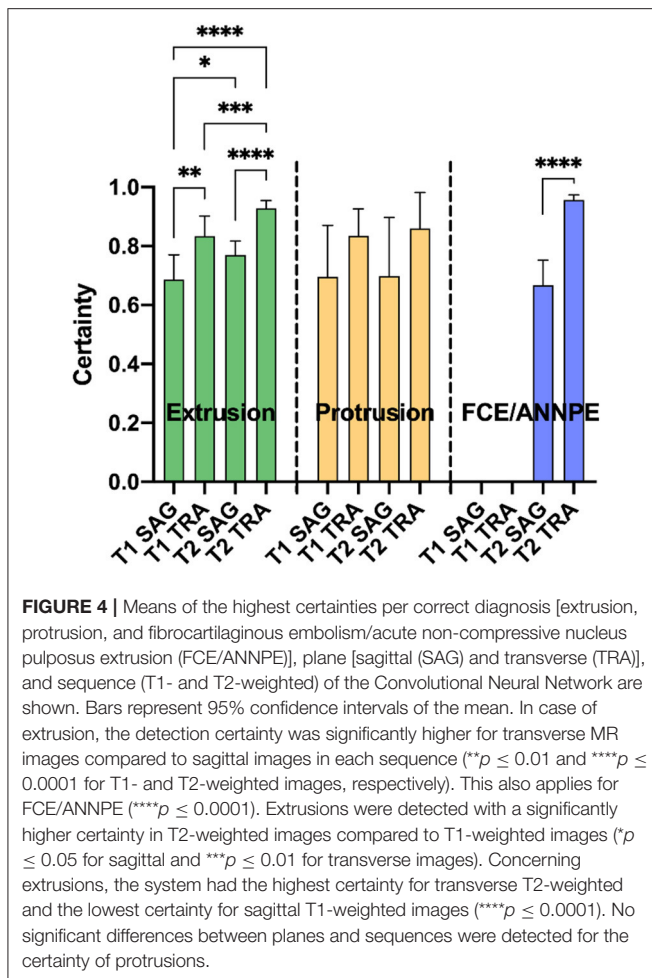 ****
*
***
** ****
****
1.0
0.8
0.6
0.4
0.2
0.0
Certainty
Extrusion Protrusion FCE/ANNPE
T1 SAG T1 TRA T2 SAG T2 TRA T1 SAG T1 TRA T2 SAG T2 TRA T1 SAG T1 TRA T2 SAG T2 TRA
FIGURE 4 | Means of the highest certainties per correct diagnosis [extrusion,
protrusion, and fibrocartilaginous embolism/acute non-compressive nucleus
pulposus extrusion (FCE/ANNPE)], plane [sagittal (SAG) and transverse (TRA)],
and sequence (T1- and T2-weighted) of the Convolutional Neural Network are
shown. Bars represent 95% confidence intervals of the mean. In case of
extrusion, the detection certainty was significantly higher for transverse MR
images compared to sagittal images in each sequence (**p ≤ 0.01 and ****p ≤
0.0001 for T1- and T2-weighted images, respectively). This also applies for
FCE/ANNPE (****p ≤ 0.0001). Extrusions were detected with a significantly
higher certainty in T2-weighted images compared to T1-weighted images (*p
≤ 0.05 for sagittal and ***p ≤ 0.01 for transverse images). Concerning
extrusions, the system had the highest certainty for transverse T2-weighted
and the lowest certainty for sagittal T1-weighted images (****p ≤ 0.0001). No
significant differences between planes and sequences were detected for the
certainty of protrusions.